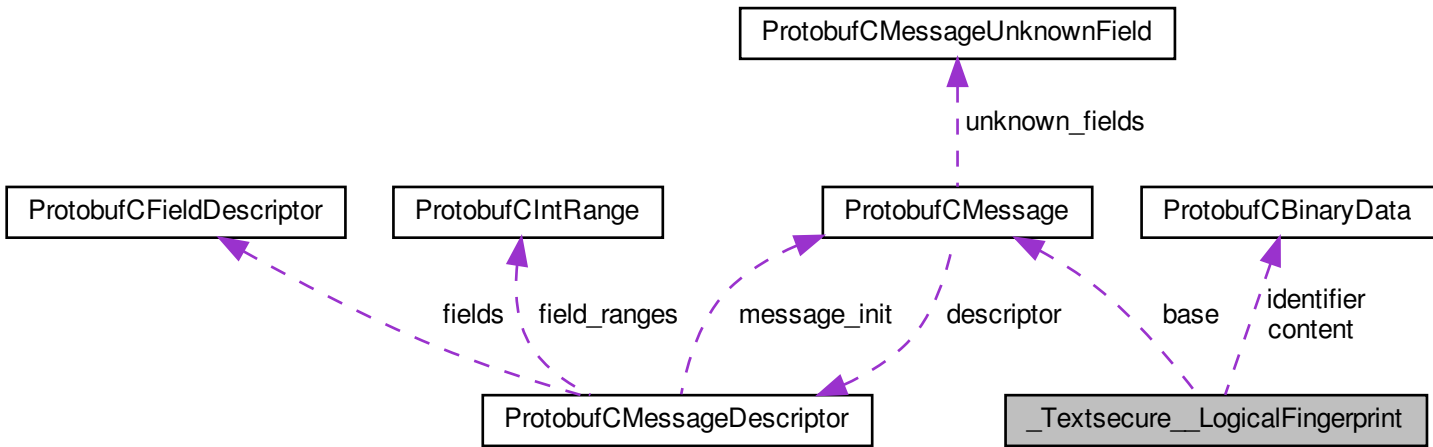 ProtobufCMessageUnknownField
unknown_fields
ProtobufCFieldDescriptor
ProtobufCIntRange
ProtobufCMessage
ProtobufCBinaryData
fields
field_ranges
message_init
descriptor
base
identifier
content
ProtobufCMessageDescriptor
_Textsecure__LogicalFingerprint